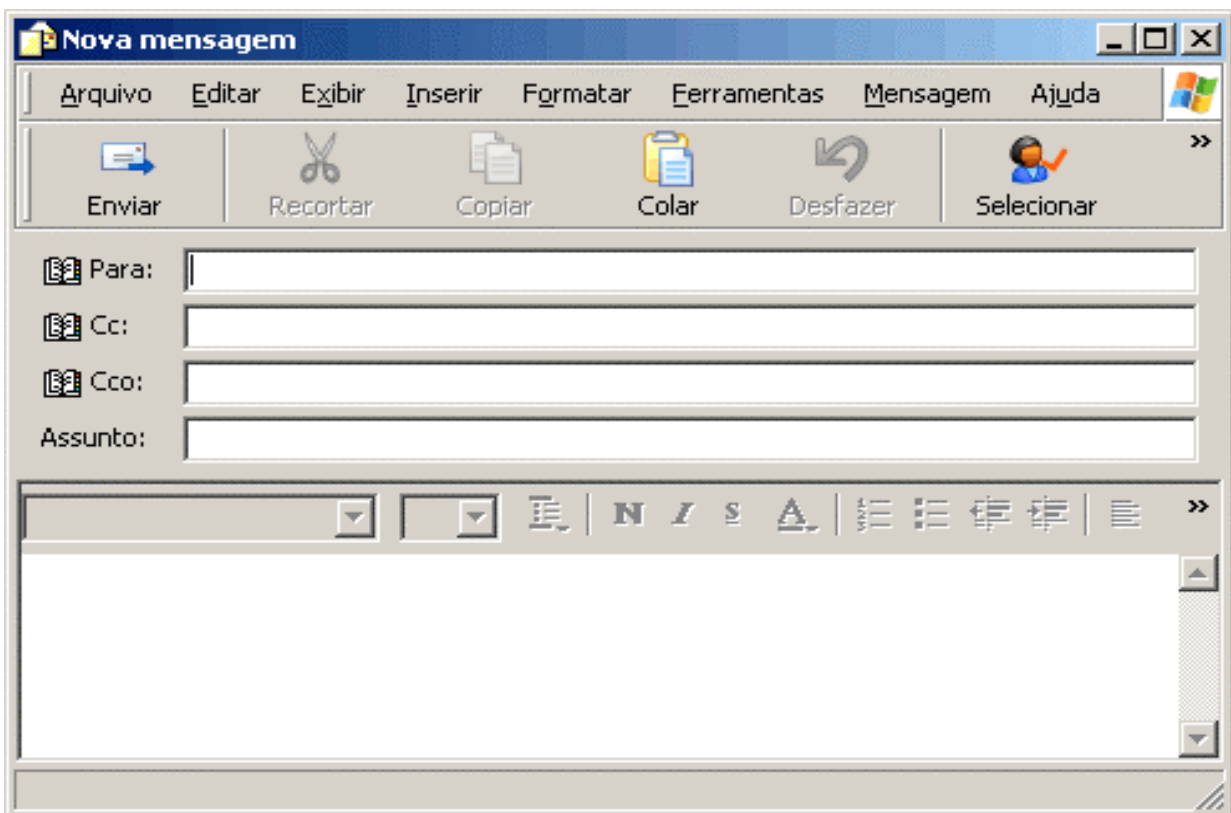 Nova mensagem
Arquivo Editar Exibir Inserir Formatar Ferramentas Mensagem Ajuda
Enviar Recortar Copiar Colar Desfazer Selecionar
Para:
Cc:
Cco:
Assunto:
N I S A